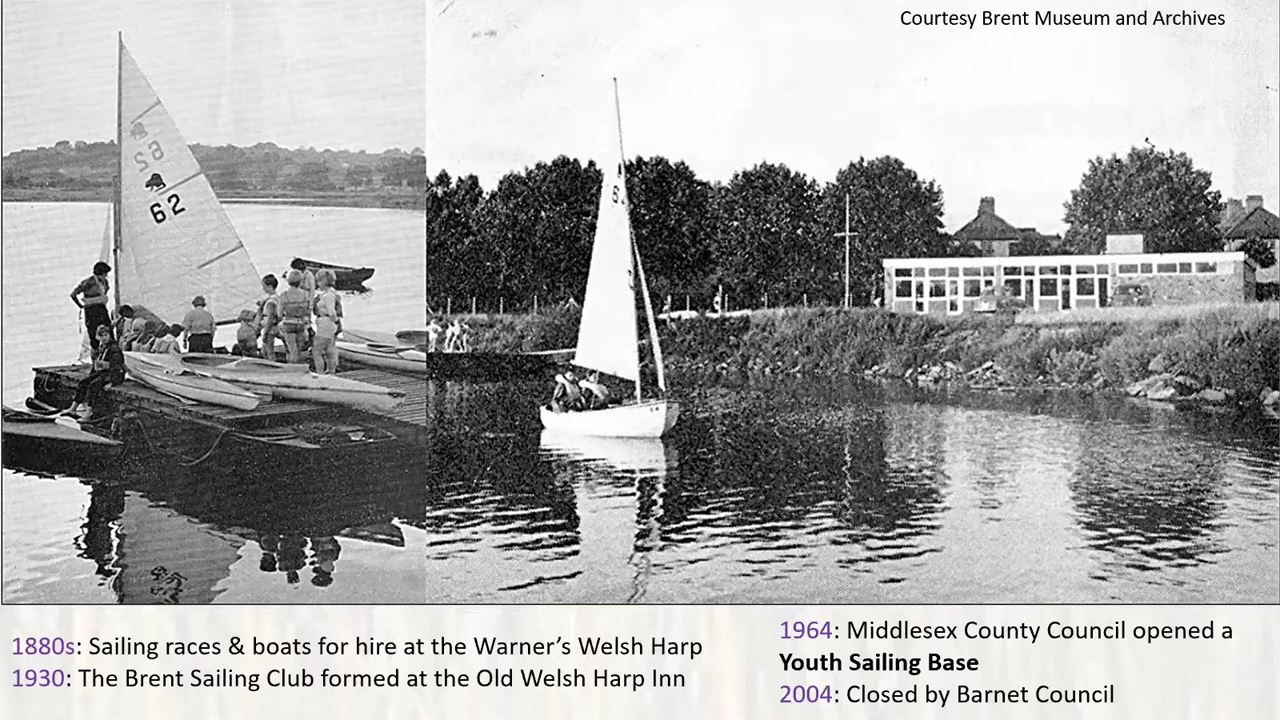 Courtesy Brent Museum and Archives
62
1880s: Sailing races & boats for hire at the Warner’s Welsh Harp
1930: The Brent Sailing Club formed at the Old Welsh Harp Inn
1964: Middlesex County Council opened a
Youth Sailing Base
2004: Closed by Barnet Council